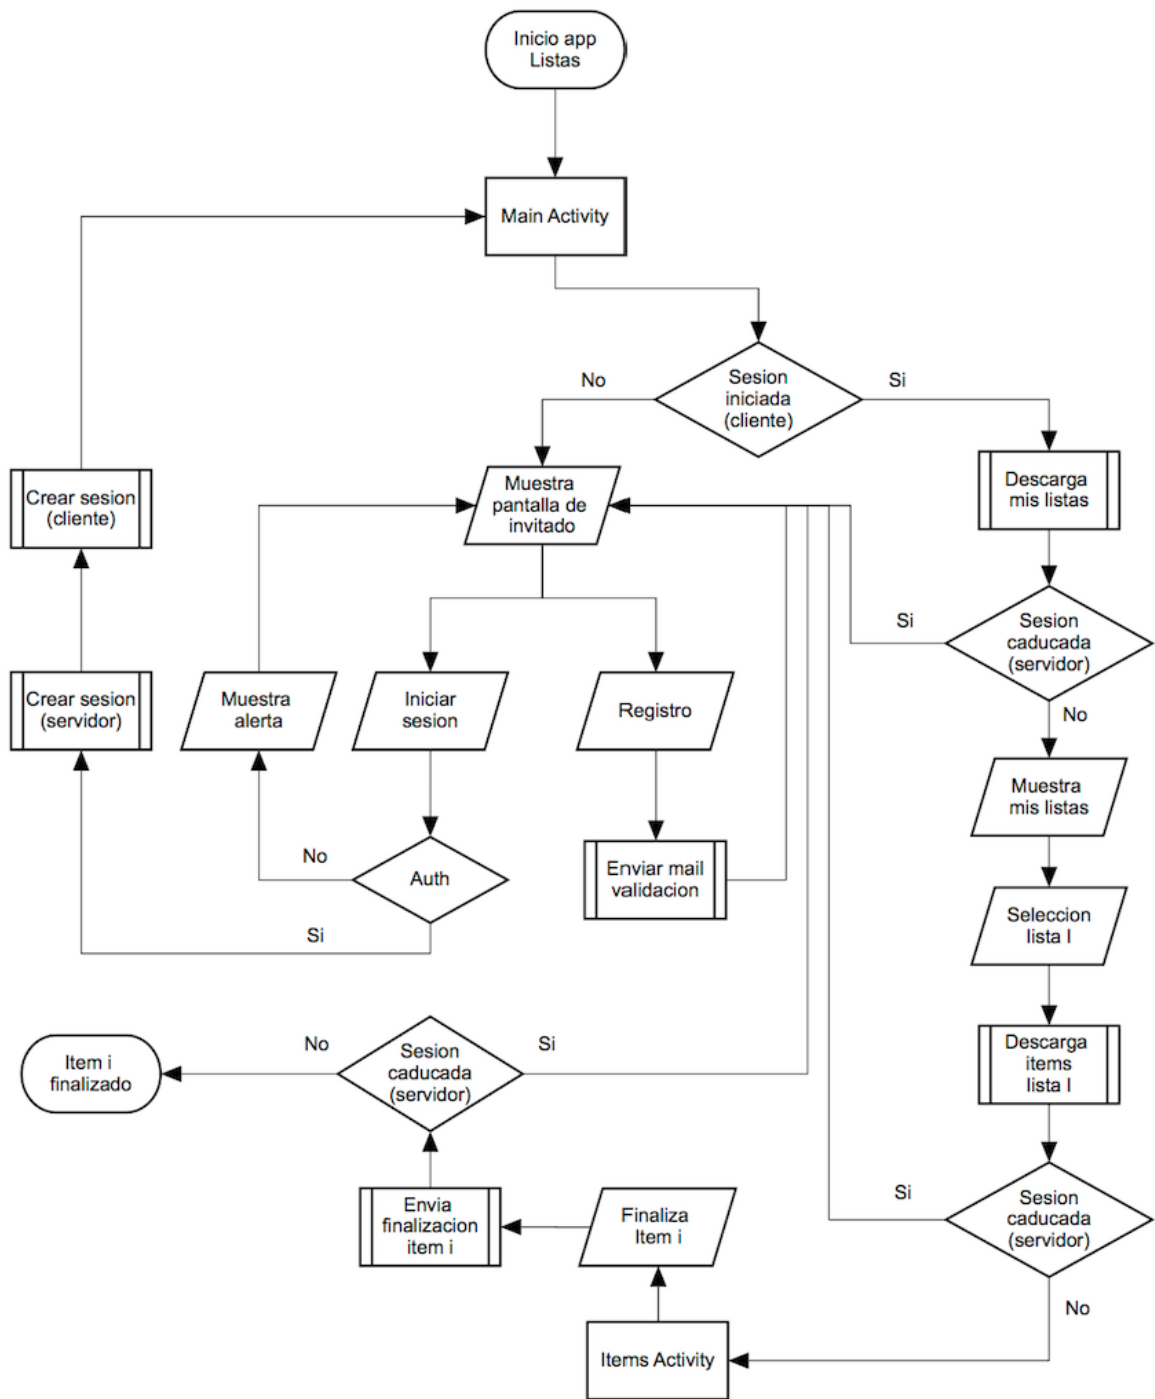 Inicio app
Listas
Main Activity
No
Sesion
iniciada
(cliente)
Si
Crear sesion
(cliente)
Muestra
pantalla de
invitado
Descarga
mis listas
Si
Sesion
caducada
(servidor)
Crear sesion
(servidor)
Muestra
alerta
Iniciar
sesion
Registro
No
Muestra
mis listas
No
Auth
Enviar mail
validacion
Si
Seleccion
lista l
No
Sesion
caducada
(servidor)
Si
Item i
finalizado
Descarga
items
lista l
Si
Sesion
caducada
(servidor)
Envia
finalizacion
item i
Finaliza
Item i
No
Items Activity